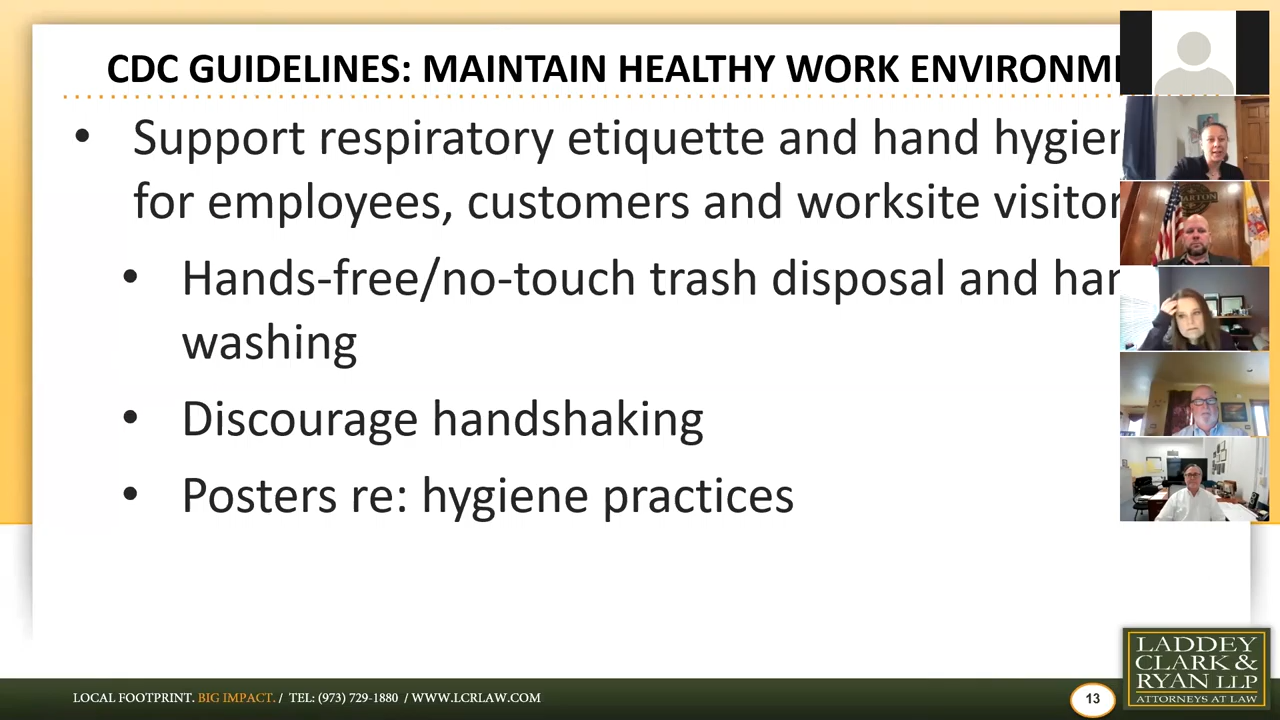 CDC GUIDELINES: MAINTAIN HEALTHY WORK ENVIRONM
• Support respiratory etiquette and hand hygien
for employees, customers and worksite visitor
• Hands-free/no-touch trash disposal and han
washing
• Discourage handshaking
• Posters re: hygiene practices
LADDEY
CLARK &
RYAN LLP
ATTORNEYS AT LAW
LOCAL FOOTPRINT. BIG IMPACT. / TEL: (973) 729-1880 / WWW.LCRLAW.COM
13